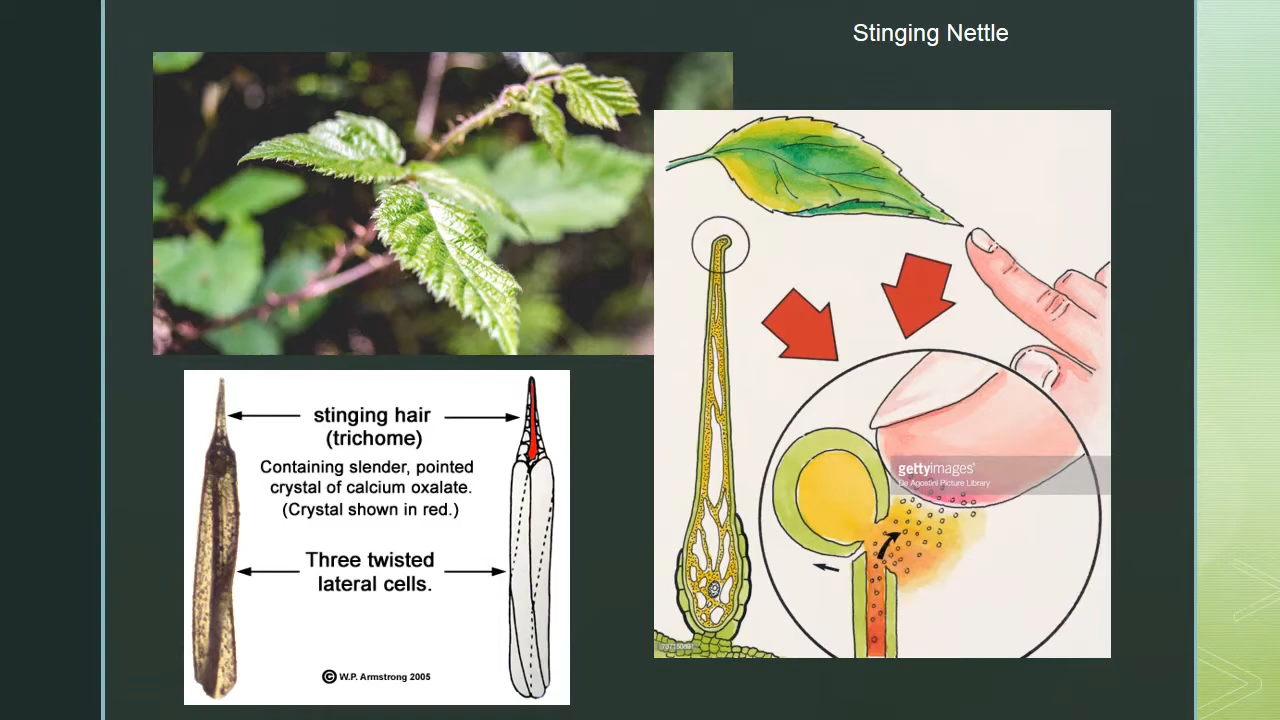 Stinging Nettle
stinging hair
(trichome)
Containing slender, pointed
crystal of calcium oxalate.
(Crystal shown in red.)
Three twisted
lateral cells.
© W.P. Armstrong 2005
gettyimages®
De Agostini Picture Library